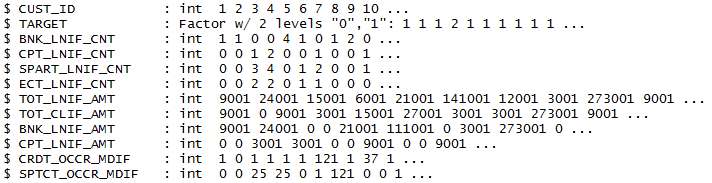 $ CUST_ID : int 1 2 3 4 5 6 7 8 9 10 ...
$ TARGET : Factor w/ 2 levels "0","1": 1 1 1 2 1 1 1 1 1 1 ...
$ BNK_LNIF_CNT : int 1 1 0 0 4 1 0 1 2 0 ...
$ CPT_LNIF_CNT : int 0 0 1 2 0 0 1 0 0 1 ...
$ SPART_LNIF_CNT : int 0 0 3 4 0 1 2 0 0 1 ...
$ ECT_LNIF_CNT : int 0 0 2 2 0 1 1 0 0 0 ...
$ TOT_LNIF_AMT : int 9001 24001 15001 6001 21001 141001 12001 3001 273001 9001 ...
$ TOT_CLIF_AMT : int 9001 0 9001 3001 15001 27001 3001 3001 273001 9001 ...
$ BNK_LNIF_AMT : int 9001 24001 0 0 21001 111001 0 3001 273001 0 ...
$ CPT_LNIF_AMT : int 0 0 3001 3001 0 0 9001 0 0 9001 ...
$ CRDT_OCCR_MDIF : int 1 0 1 1 1 1 121 1 37 1 ...
$ SPTCT_OCCR_MDIF : int 0 0 25 25 0 1 121 0 0 1 ...